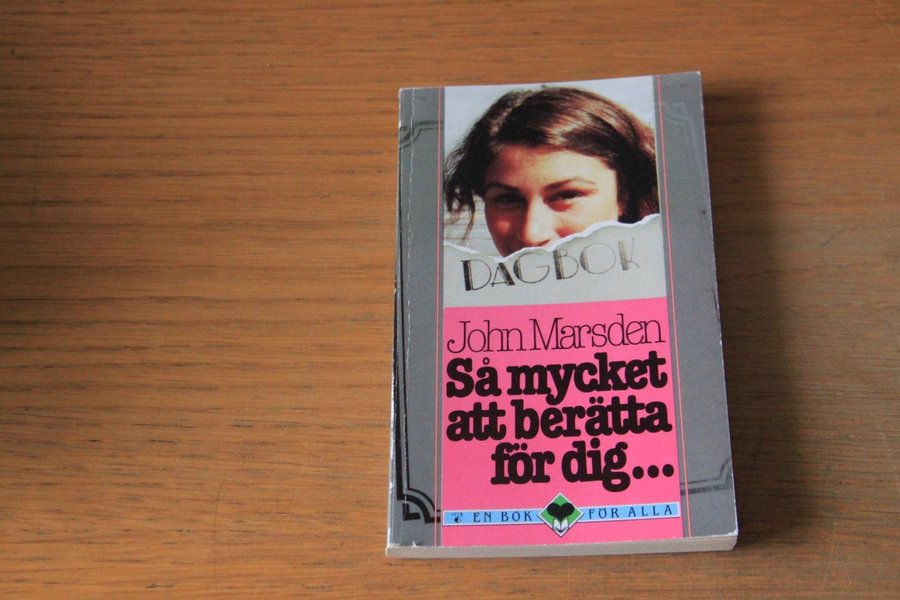 DAGBOK
John Marsden
Så mycket
att berätta
för dig...
EN BOK FÖR ALLA